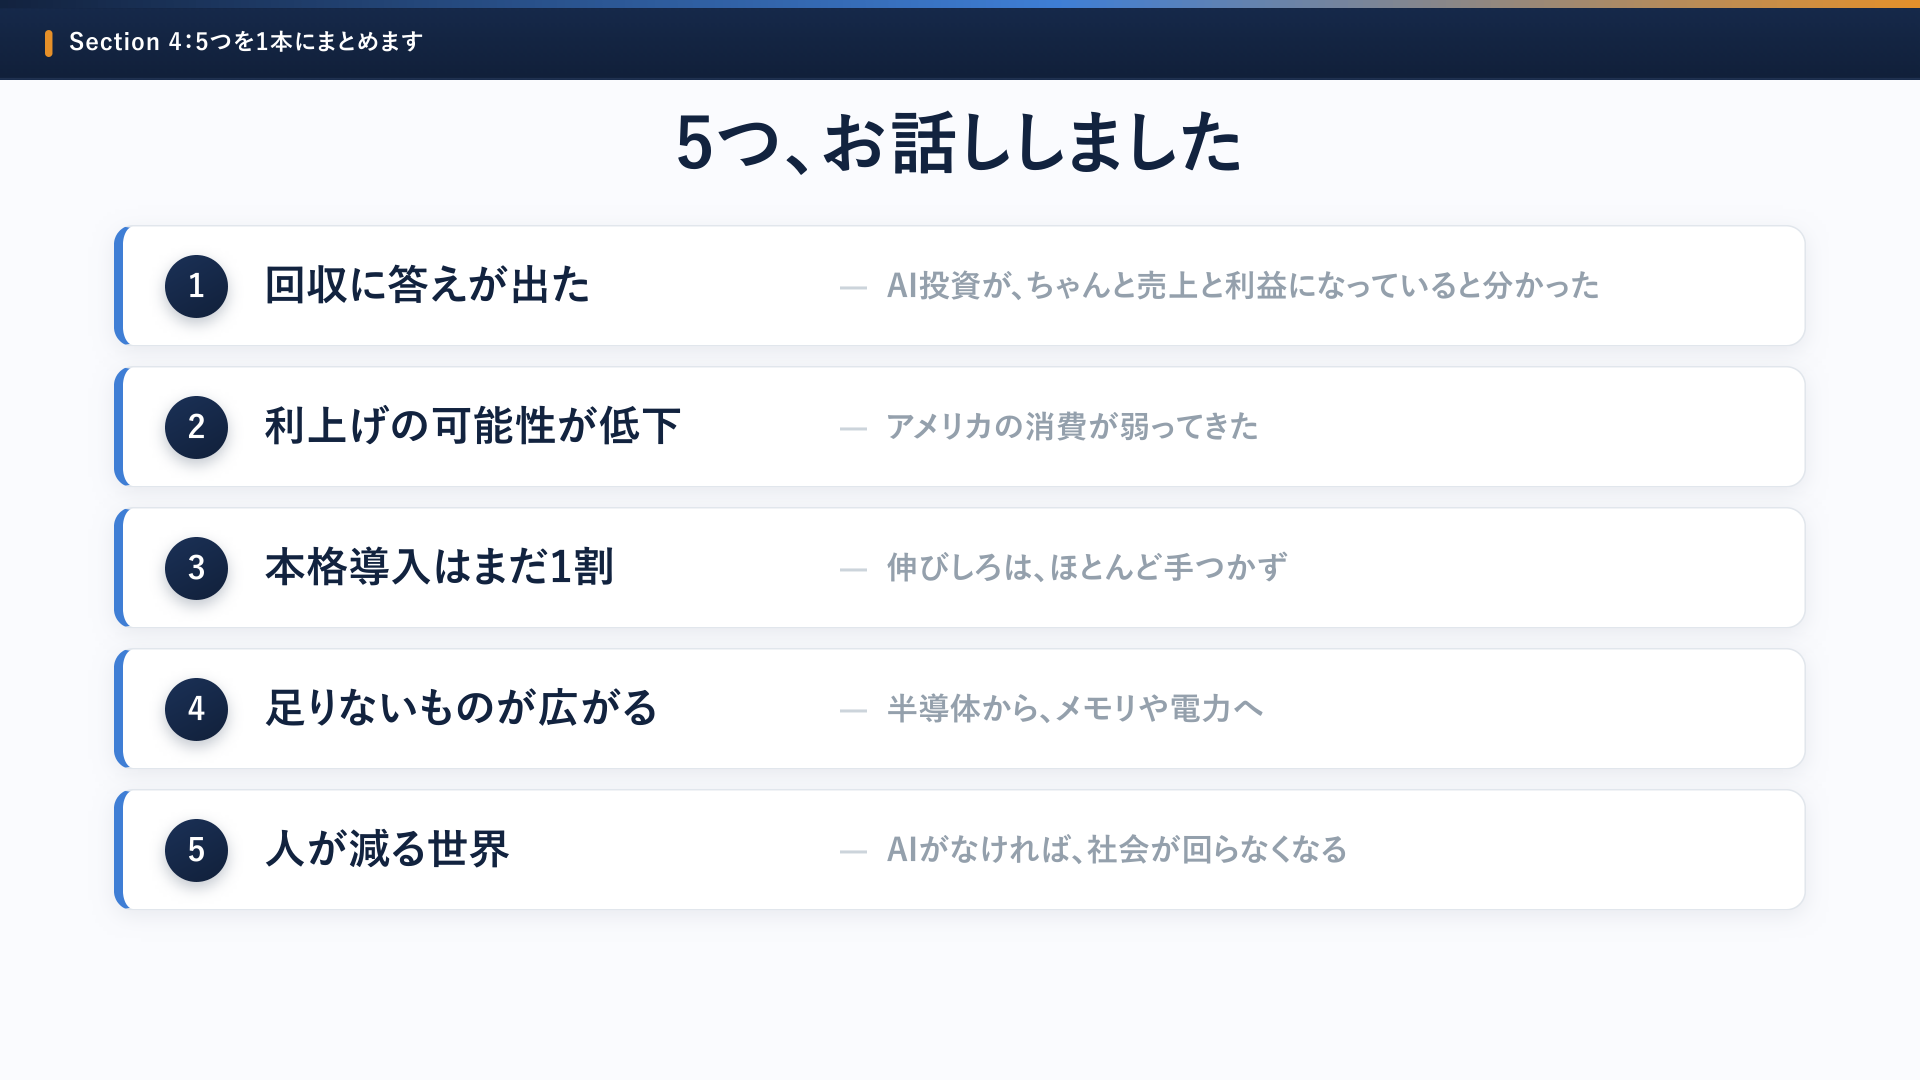 Section 4：5つを1本にまとめます
5つ、お話ししました
1 回収に答えが出た — AI投資が、ちゃんと売上と利益になっていると分かった
2 利上げの可能性が低下 — アメリカの消費が弱ってきた
3 本格導入はまだ1割 — 伸びしろは、ほとんど手つかず
4 足りないものが広がる — 半導体から、メモリや電力へ
5 人が減る世界 — AIがなければ、社会が回らなくなる